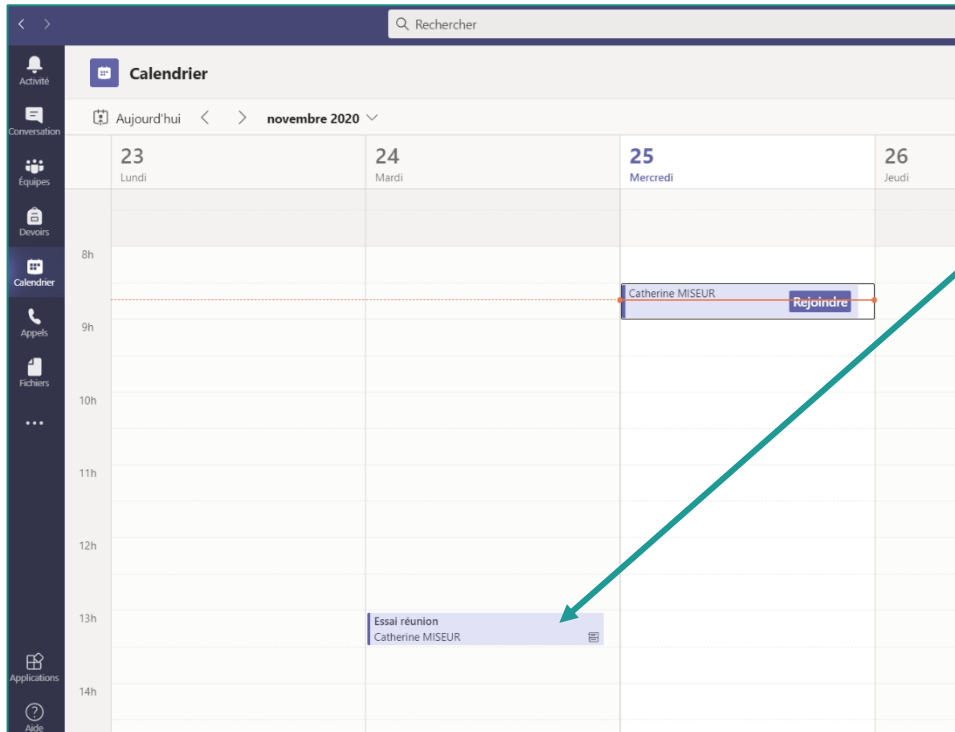 Rechercher
Activité
Conversation
Équipes
Devoirs
Calendrier
Appels
Fichiers
Applications
Aide
Calendrier
Aujourd'hui novembre 2020
23 24 25 26
Lundi Mardi Mercredi Jeudi
8h
Catherine MISEUR Rejoindre
9h
10h
11h
12h
13h
Essai réunion
Catherine MISEUR
14h